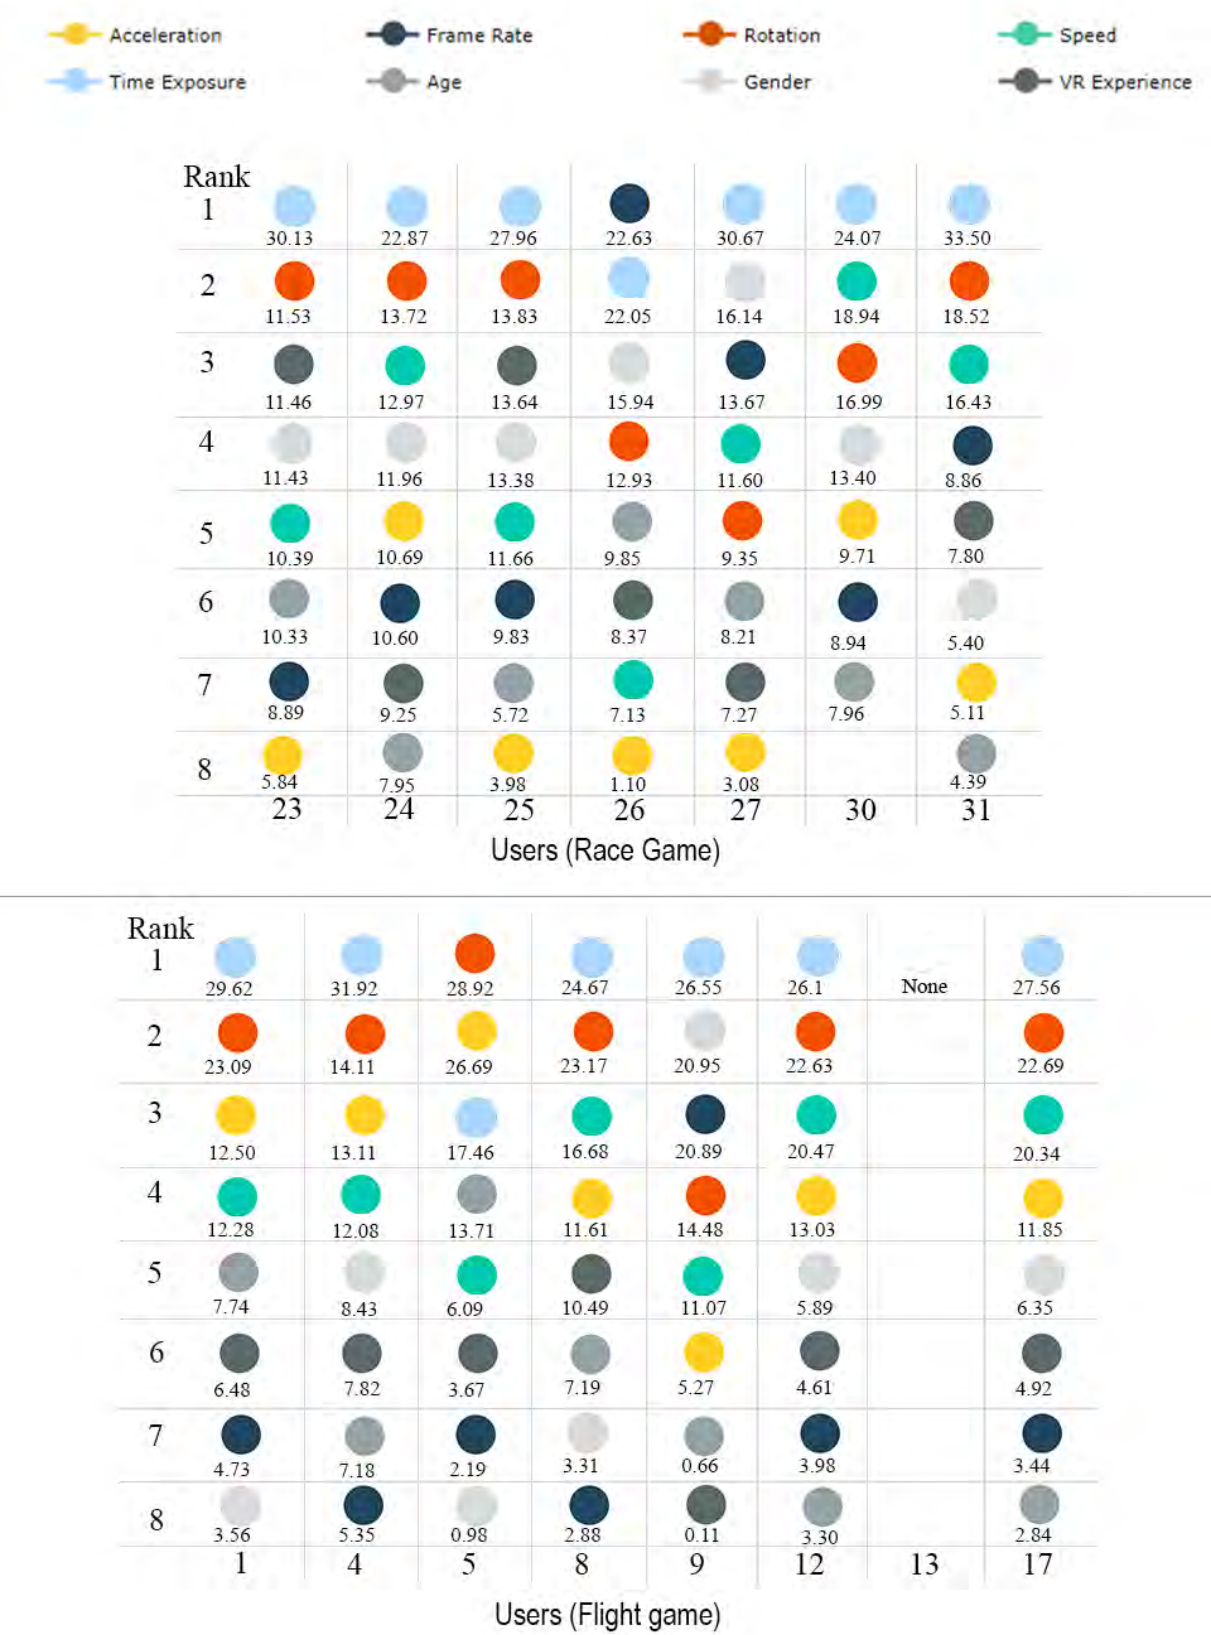 Acceleration Frame Rate Rotation Speed
Time Exposure Age Gender VR Experience
Rank
1
30.13 22.87 27.96 22.63 30.67 24.07 33.50
2
11.53 13.72 13.83 22.05 16.14 18.94 18.52
3
11.46 12.97 13.64 15.94 13.67 16.99 16.43
4
11.43 11.96 13.38 12.93 11.60 13.40 8.86
5
10.39 10.69 11.66 9.85 9.35 9.71 7.80
6
10.33 10.60 9.83 8.37 8.21 8.94 5.40
7
8.89 9.25 5.72 7.13 7.27 7.96 5.11
8
5.84 7.95 3.98 1.10 3.08 4.39
23 24 25 26 27 30 31
Users (Race Game)
Rank
1
29.62 31.92 28.92 24.67 26.55 26.1 None 27.56
2
23.09 14.11 26.69 23.17 20.95 22.63 22.69
3
12.50 13.11 17.46 16.68 20.89 20.47 20.34
4
12.28 12.08 13.71 11.61 14.48 13.03 11.85
5
7.74 8.43 6.09 10.49 11.07 5.89 6.35
6
6.48 7.82 3.67 7.19 5.27 4.61 4.92
7
4.73 7.18 2.19 3.31 0.66 3.98 3.44
8
3.56 5.35 0.98 2.88 0.11 3.30 2.84
1 4 5 8 9 12 13 17
Users (Flight game)